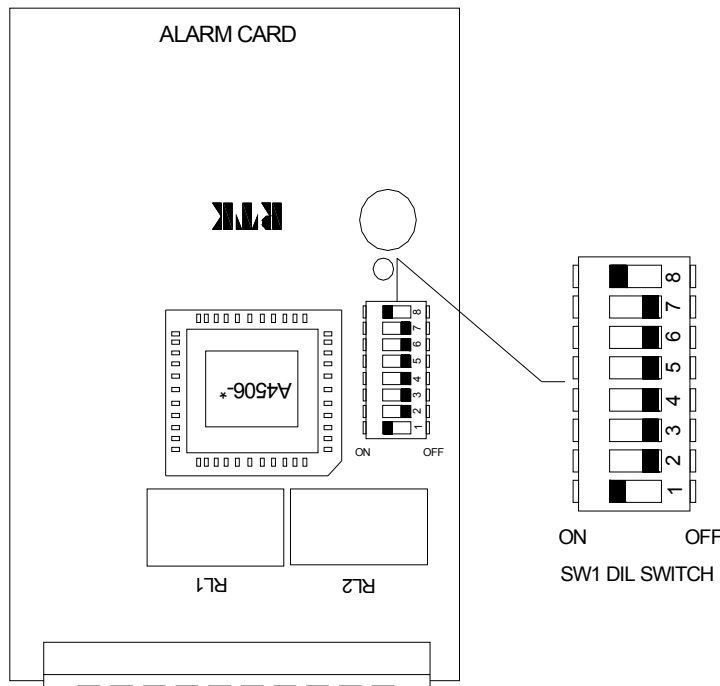 ALARM CARD
RTK
8
7
6
5
4
3
2
1
ON OFF
A4506-*
RL1 RL2
8
7
6
5
4
3
2
1
ON OFF
SW1 DIL SWITCH